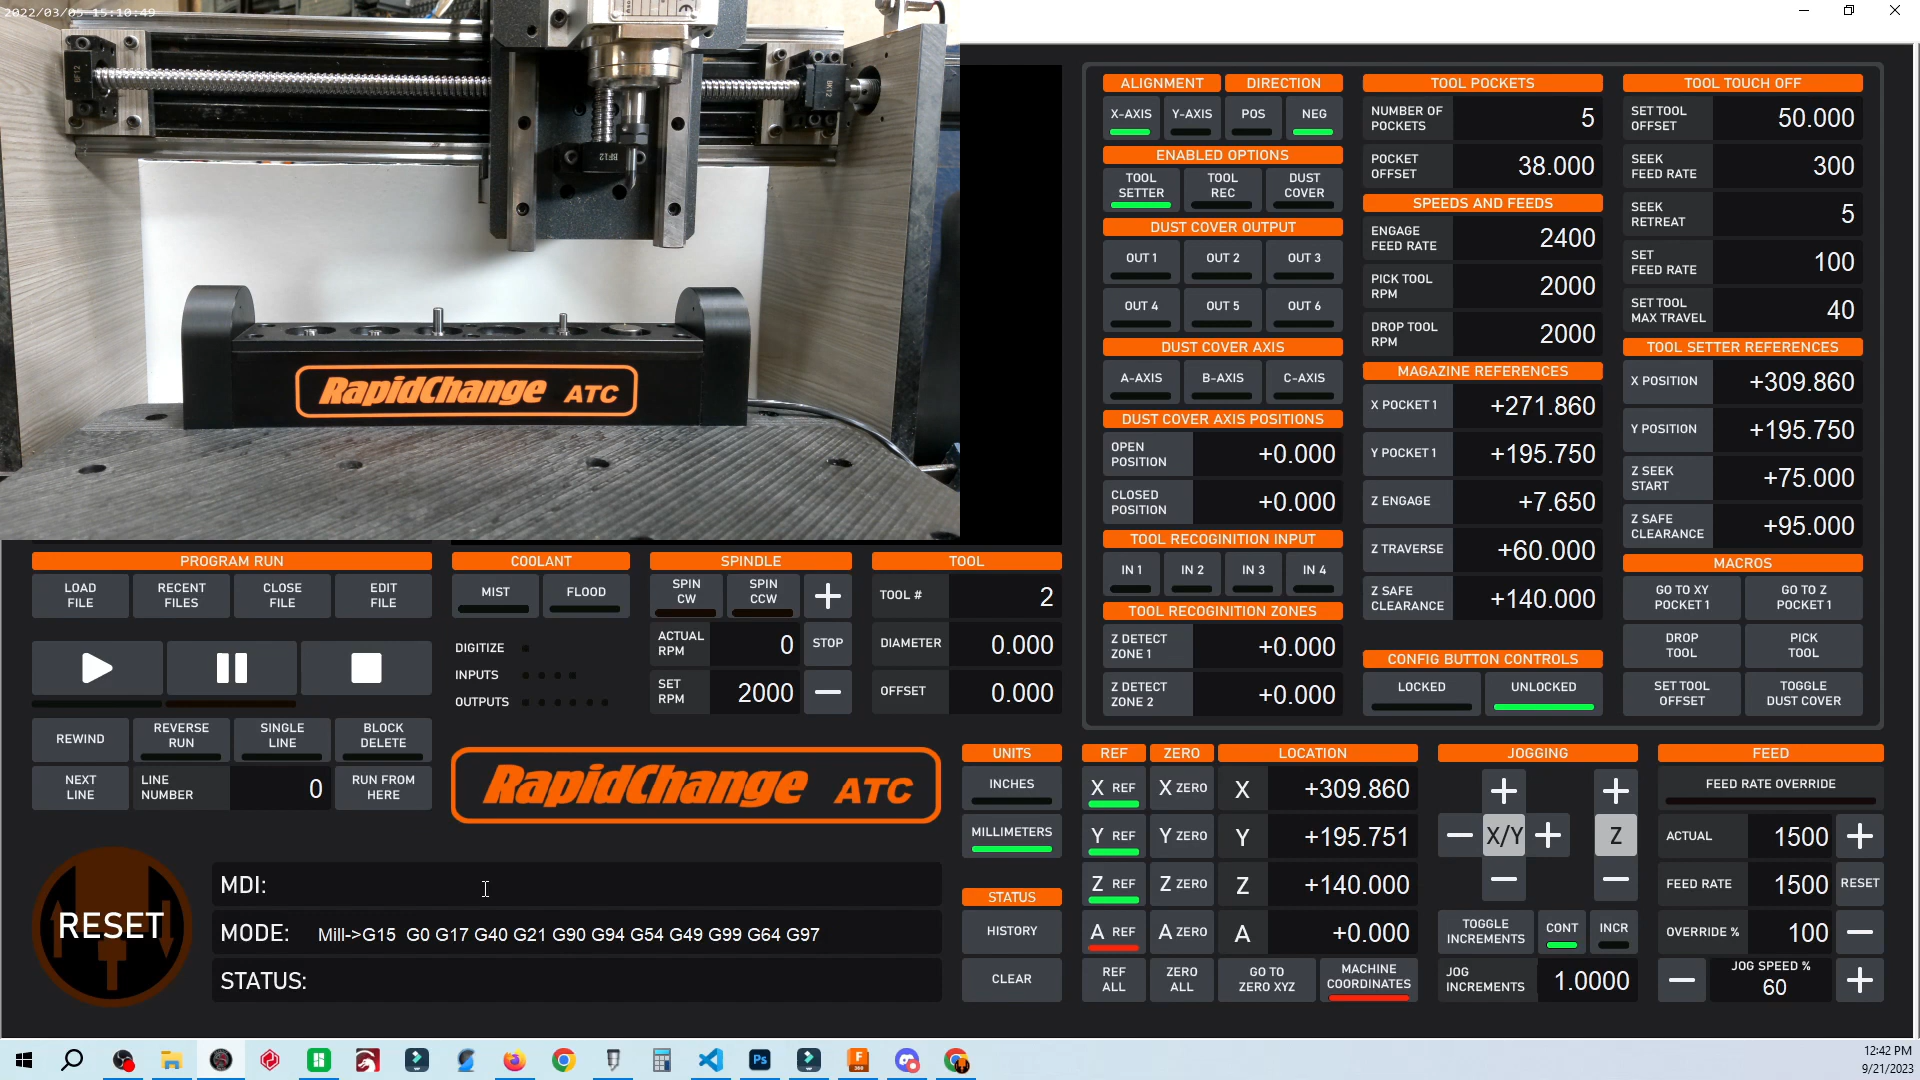 2022/03/05 15:10:49
BF12
BF12
BK12
RapidChange ATC
PROGRAM RUN
LOAD FILE
RECENT FILES
CLOSE FILE
EDIT FILE
REWIND
REVERSE RUN
SINGLE LINE
BLOCK DELETE
NEXT LINE
LINE NUMBER
0
RUN FROM HERE
COOLANT
MIST
FLOOD
DIGITIZE
INPUTS
OUTPUTS
SPINDLE
SPIN CW
SPIN CCW
+
ACTUAL RPM
0
STOP
SET RPM
2000
−
TOOL
TOOL #
2
DIAMETER
0.000
OFFSET
0.000
RapidChange ATC
RESET
MDI:
MODE: Mill->G15 G0 G17 G40 G21 G90 G94 G54 G49 G99 G64 G97
STATUS:
UNITS
INCHES
MILLIMETERS
STATUS
HISTORY
CLEAR
ALIGNMENT
DIRECTION
X-AXIS
Y-AXIS
POS
NEG
ENABLED OPTIONS
TOOL SETTER
TOOL REC
DUST COVER
DUST COVER OUTPUT
OUT 1
OUT 2
OUT 3
OUT 4
OUT 5
OUT 6
DUST COVER AXIS
A-AXIS
B-AXIS
C-AXIS
DUST COVER AXIS POSITIONS
OPEN POSITION
+0.000
CLOSED POSITION
+0.000
TOOL RECOGINITION INPUT
IN 1
IN 2
IN 3
IN 4
TOOL RECOGINITION ZONES
Z DETECT ZONE 1
+0.000
Z DETECT ZONE 2
+0.000
TOOL POCKETS
NUMBER OF POCKETS
5
POCKET OFFSET
38.000
SPEEDS AND FEEDS
ENGAGE FEED RATE
2400
PICK TOOL RPM
2000
DROP TOOL RPM
2000
MAGAZINE REFERENCES
X POCKET 1
+271.860
Y POCKET 1
+195.750
Z ENGAGE
+7.650
Z TRAVERSE
+60.000
Z SAFE CLEARANCE
+140.000
CONFIG BUTTON CONTROLS
LOCKED
UNLOCKED
TOOL TOUCH OFF
SET TOOL OFFSET
50.000
SEEK FEED RATE
300
SEEK RETREAT
5
SET FEED RATE
100
SET TOOL MAX TRAVEL
40
TOOL SETTER REFERENCES
X POSITION
+309.860
Y POSITION
+195.750
Z SEEK START
+75.000
Z SAFE CLEARANCE
+95.000
MACROS
GO TO XY POCKET 1
GO TO Z POCKET 1
DROP TOOL
PICK TOOL
SET TOOL OFFSET
TOGGLE DUST COVER
REF
ZERO
LOCATION
X REF
X ZERO
X
+309.860
Y REF
Y ZERO
Y
+195.751
Z REF
Z ZERO
Z
+140.000
A REF
A ZERO
A
+0.000
REF ALL
ZERO ALL
GO TO ZERO XYZ
MACHINE COORDINATES
JOGGING
+
+
− X/Y +
Z
−
−
TOGGLE INCREMENTS
CONT
INCR
JOG INCREMENTS
1.0000
FEED
FEED RATE OVERRIDE
ACTUAL
1500
+
FEED RATE
1500
RESET
OVERRIDE %
100
−
−
JOG SPEED %
60
+
Ps
F
360
12:42 PM
9/21/2023